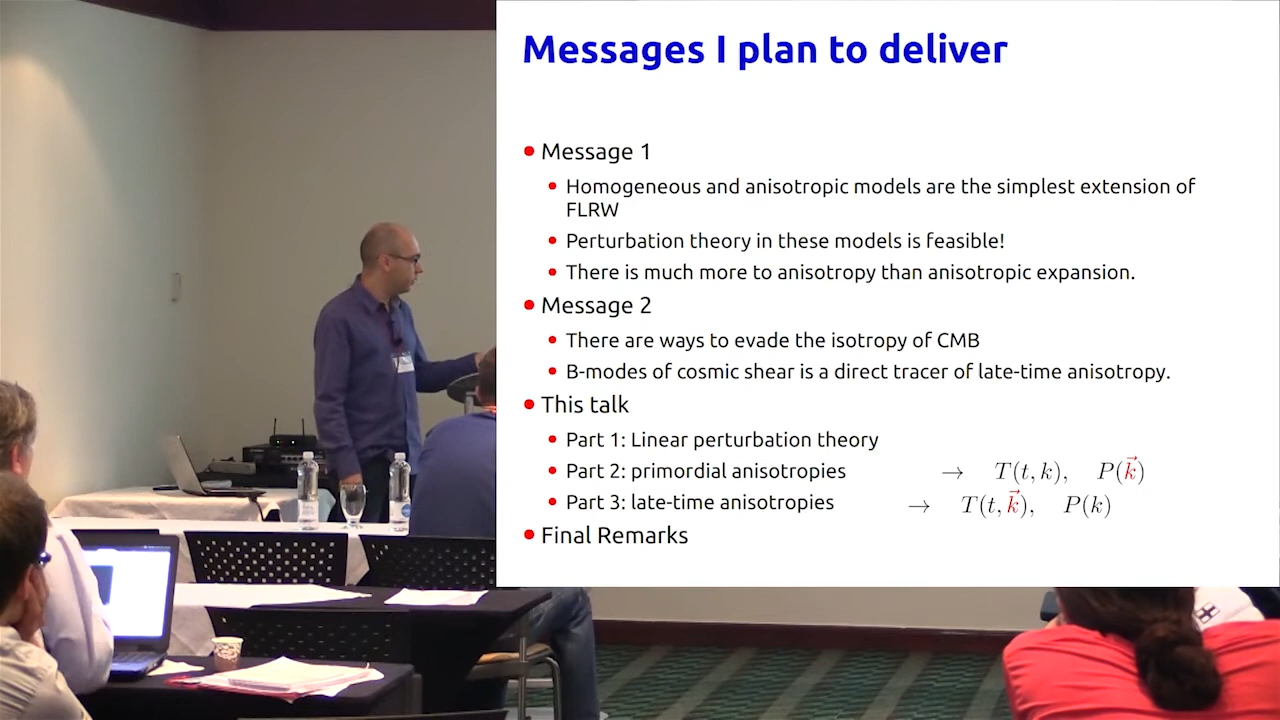 Messages I plan to deliver
Message 1
Homogeneous and anisotropic models are the simplest extension of
FLRW
Perturbation theory in these models is feasible!
There is much more to anisotropy than anisotropic expansion.
Message 2
There are ways to evade the isotropy of CMB
B-modes of cosmic shear is a direct tracer of late-time anisotropy.
This talk
Part 1: Linear perturbation theory
Part 2: primordial anisotropies → T(t, k), P(k⃗)
Part 3: late-time anisotropies → T(t, k⃗), P(k)
Final Remarks